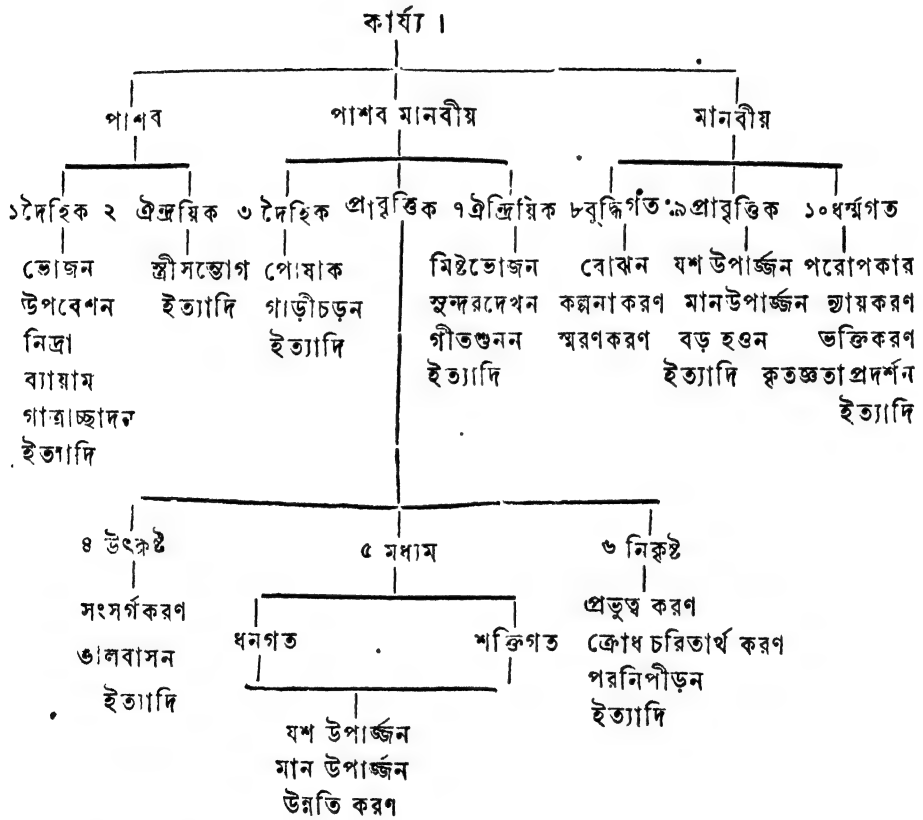 কার্য্য ।
পাশব পাশব মানবীয় মানবীয়
১দৈহিক ২ ঐন্দ্রয়িক ৩ দৈহিক প্রাবৃত্তিক ৭ঐন্দ্রিয়িক ৮বুদ্ধিগত ৯প্রাবৃত্তিক ১০ধর্ম্মগত
ভোজন স্ত্রীসম্ভোগ পোষাক মিষ্টভোজন বোঝন যশ উপার্জ্জন পরোপকার
উপবেশন ইত্যাদি গাড়ীচড়ন সুন্দরদেখন কল্পনাকরণ মানউপার্জ্জন ন্যায়করণ
নিদ্রা ইত্যাদি গীতশুনন স্মরণকরণ বড় হওন ভক্তিকরণ
ব্যায়াম ইত্যাদি ইত্যাদি কৃতজ্ঞতাপ্রদর্শন
গাত্রাচ্ছাদন ইত্যাদি
ইত্যাদি
৪ উৎকৃষ্ট ৫ মধ্যম ৬ নিকৃষ্ট
সংসর্গকরণ প্রভুত্ব করণ
ধনগত শক্তিগত ক্রোধ চরিতার্থ করণ
ভালবাসন পরনিপীড়ন
ইত্যাদি ইত্যাদি
যশ উপার্জ্জন
মান উপার্জ্জন
উন্নতি করণ